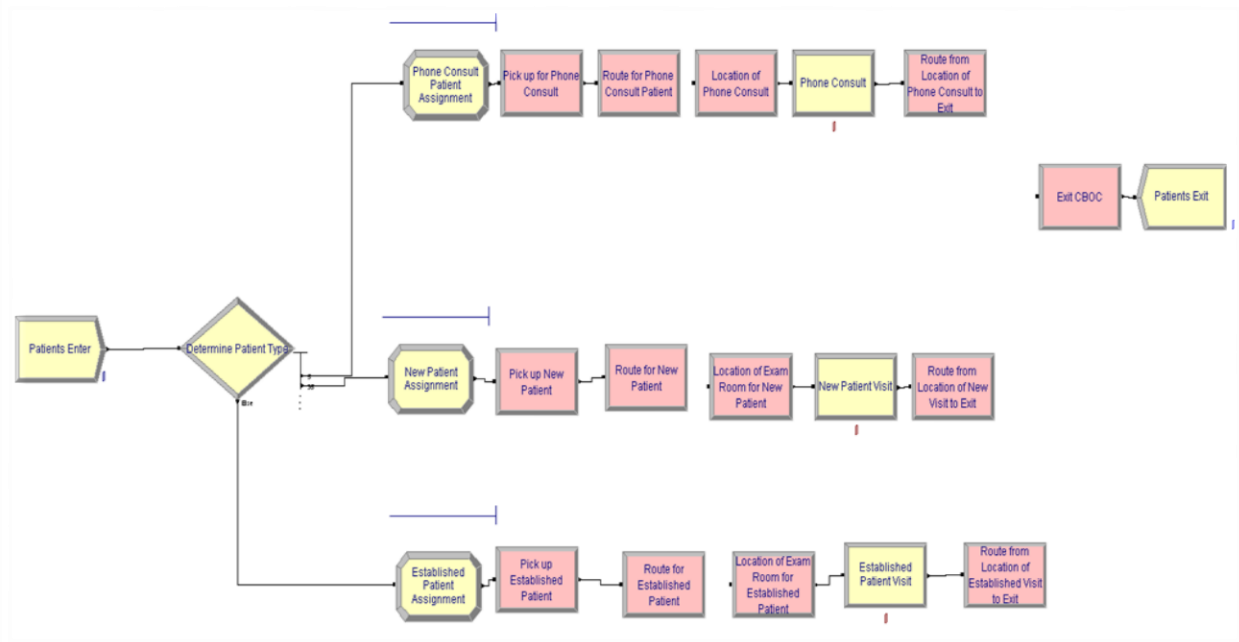 Phone Consult
Patient
Assignment
Pick up for Phone
Consult
Route for Phone
Consult Patient
Location of
Phone Consult
Phone Consult
Route from
Location of
Phone Consult to
Exit
Exit CBOC
Patients Exit
Patients Enter
Determine Patient Type
Else
New Patient
Assignment
Pick up New
Patient
Route for New
Patient
Location of Exam
Room for New
Patient
New Patient Visit
Route from
Location of New
Visit to Exit
Established
Patient
Assignment
Pick up
Established
Patient
Route for
Established
Patient
Location of Exam
Room for
Established
Patient
Established
Patient Visit
Route from
Location of
Established Visit
to Exit